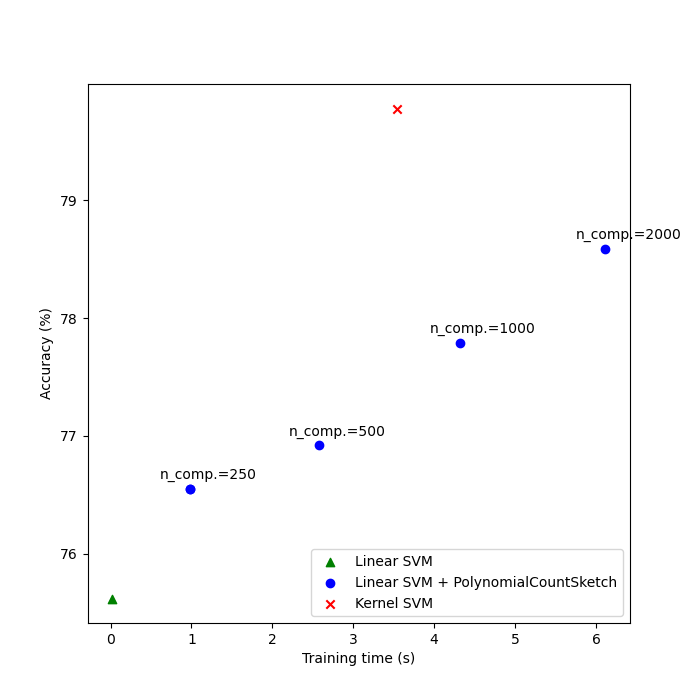 79
n_comp.=2000
78
n_comp.=1000
Accuracy (%)
77
n_comp.=500
n_comp.=250
76
Linear SVM
Linear SVM + PolynomialCountSketch
Kernel SVM
0 1 2 3 4 5 6
Training time (s)